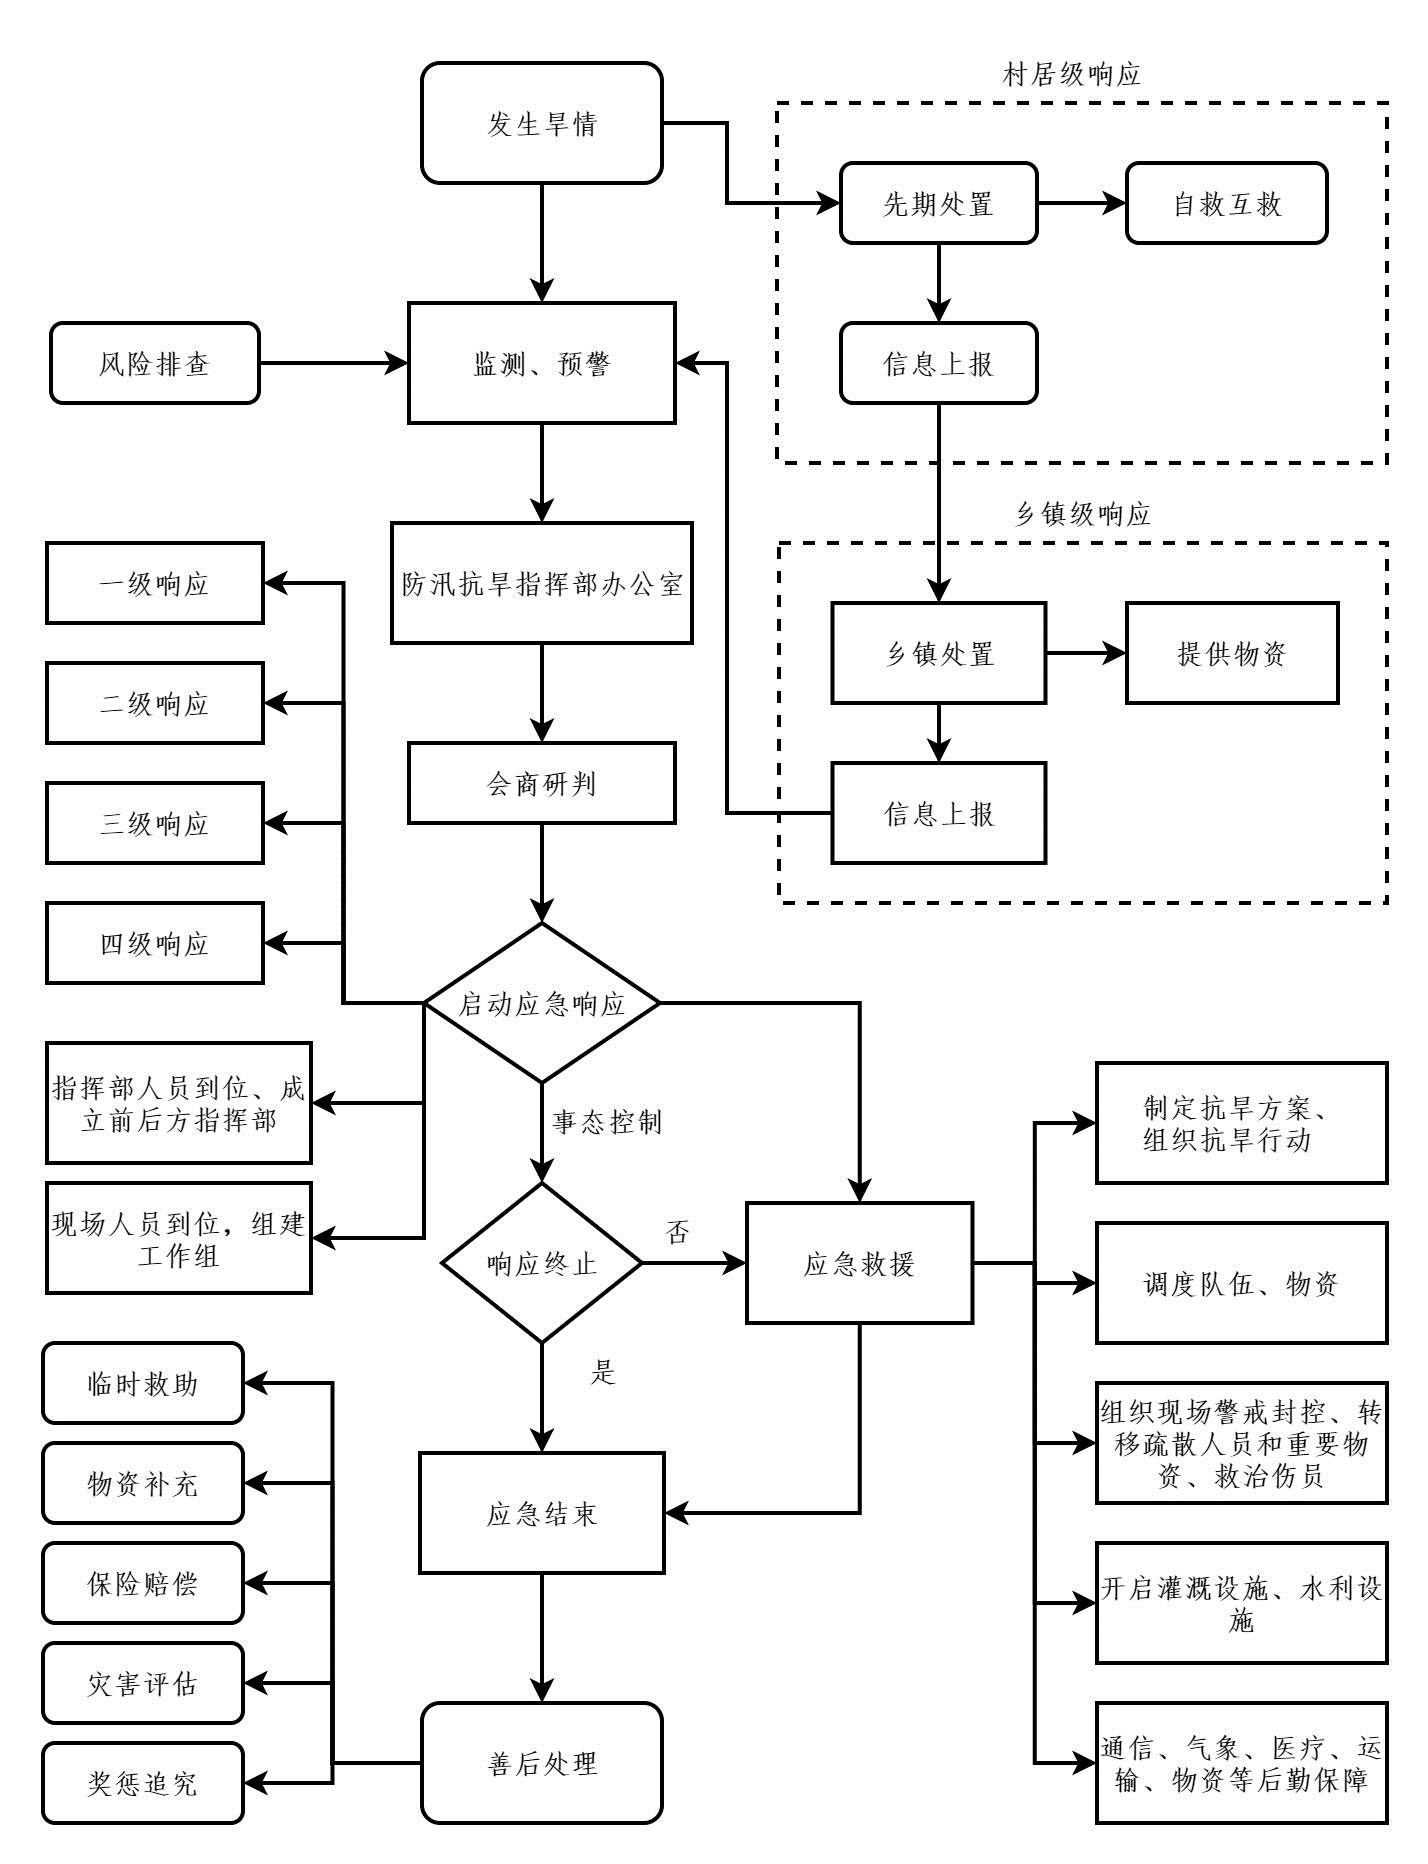 村居级响应
发生旱情
先期处置
自救互救
风险排查
监测、预警
信息上报
乡镇级响应
一级响应
防汛抗旱指挥部办公室
乡镇处置
提供物资
二级响应
会商研判
信息上报
三级响应
四级响应
启动应急响应
指挥部人员到位、成
立前后方指挥部
事态控制
制定抗旱方案、
组织抗旱行动
现场人员到位，组建
工作组
响应终止
否
应急救援
调度队伍、物资
是
临时救助
组织现场警戒封控、转
移疏散人员和重要物
资、救治伤员
物资补充
应急结束
保险赔偿
开启灌溉设施、水利设
施
灾害评估
善后处理
通信、气象、医疗、运
输、物资等后勤保障
奖惩追究